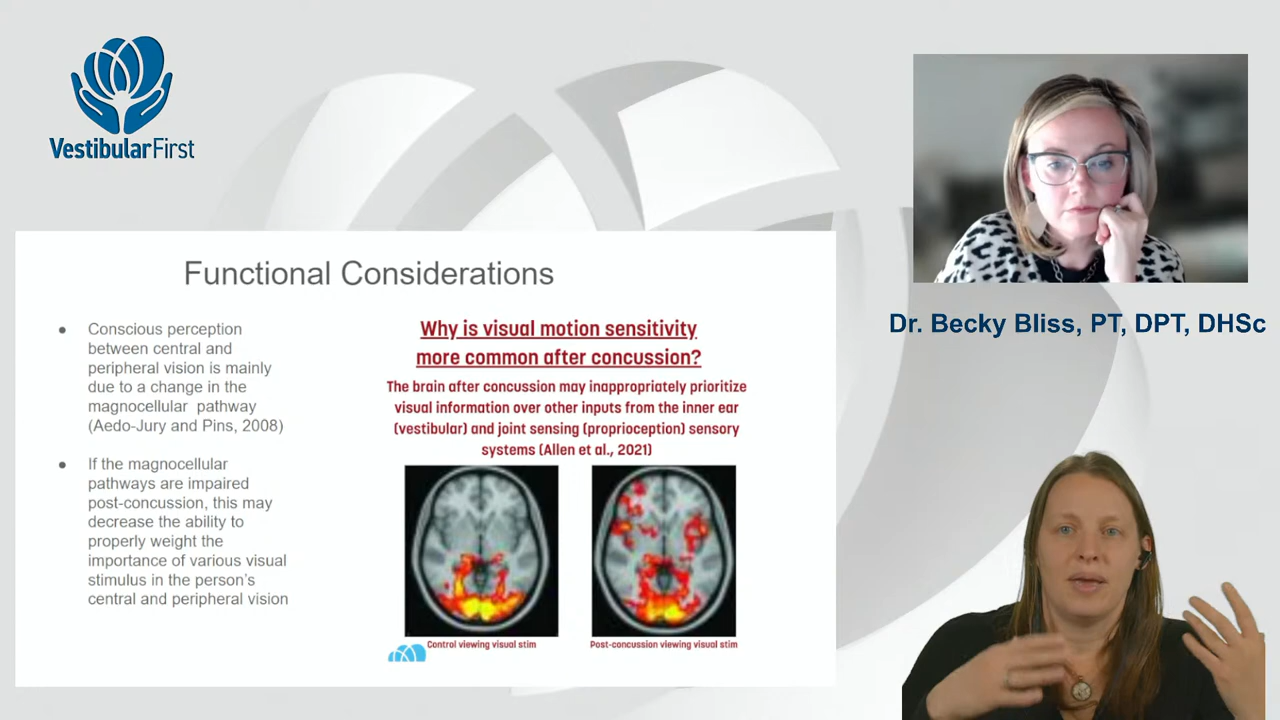 VestibularFirst
Dr. Becky Bliss, PT, DPT, DHSc
Functional Considerations
● Conscious perception
between central and
peripheral vision is mainly
due to a change in the
magnocellular pathway
(Aedo-Jury and Pins, 2008)
● If the magnocellular
pathways are impaired
post-concussion, this may
decrease the ability to
properly weight the
importance of various visual
stimulus in the person's
central and peripheral vision
Why is visual motion sensitivity
more common after concussion?
The brain after concussion may inappropriately prioritize
visual information over other inputs from the inner ear
(vestibular) and joint sensing (proprioception) sensory
systems (Allen et al., 2021)
Control viewing visual stim
Post-concussion viewing visual stim